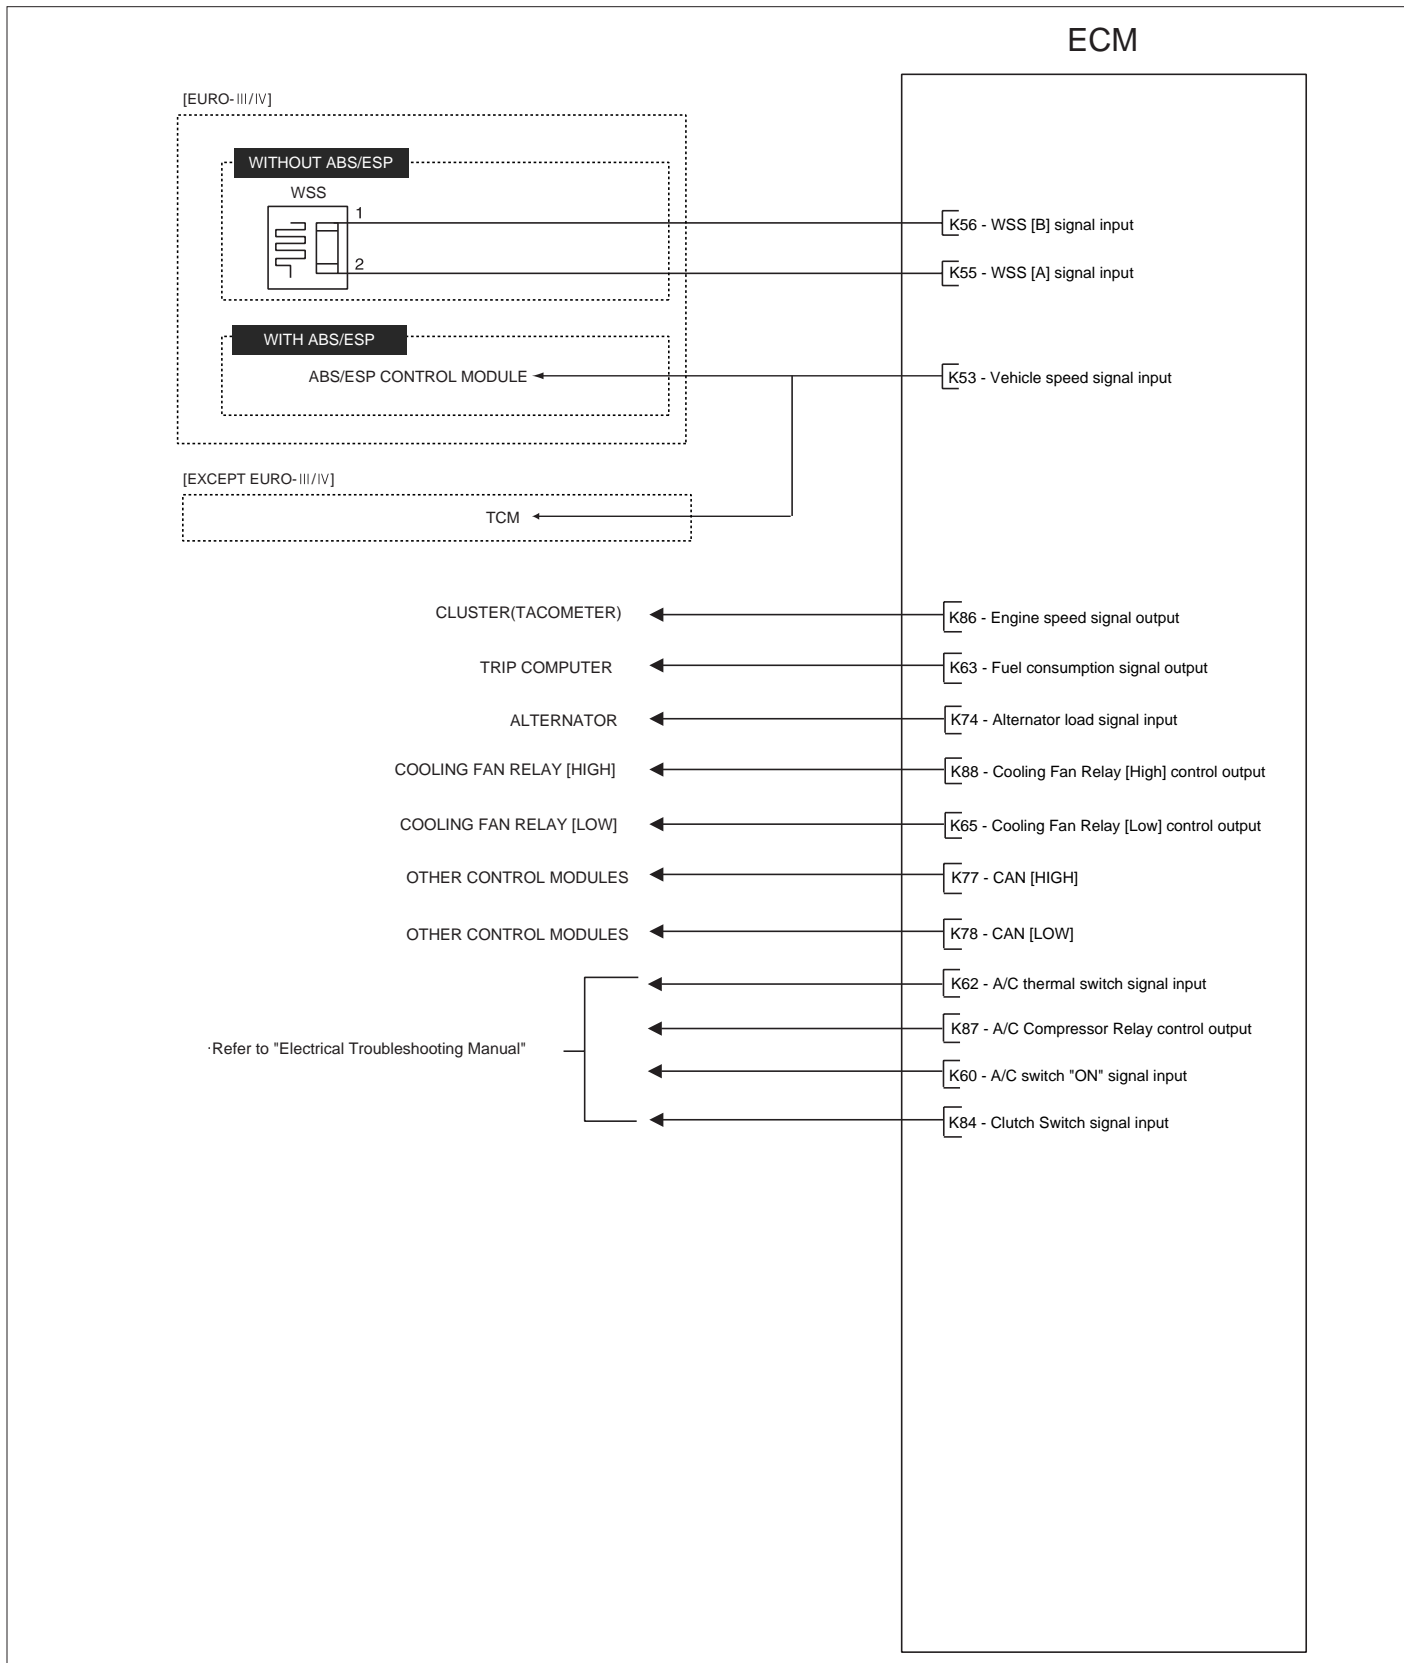 ECM
[EURO-III/IV]
WITHOUT ABS/ESP
WSS
1
K56 - WSS [B] signal input
2
K55 - WSS [A] signal input
WITH ABS/ESP
ABS/ESP CONTROL MODULE
K53 - Vehicle speed signal input
[EXCEPT EURO-III/IV]
TCM
CLUSTER(TACOMETER)
K86 - Engine speed signal output
TRIP COMPUTER
K63 - Fuel consumption signal output
ALTERNATOR
K74 - Alternator load signal input
COOLING FAN RELAY [HIGH]
K88 - Cooling Fan Relay [High] control output
COOLING FAN RELAY [LOW]
K65 - Cooling Fan Relay [Low] control output
OTHER CONTROL MODULES
K77 - CAN [HIGH]
OTHER CONTROL MODULES
K78 - CAN [LOW]
K62 - A/C thermal switch signal input
K87 - A/C Compressor Relay control output
·Refer to "Electrical Troubleshooting Manual"
K60 - A/C switch "ON" signal input
K84 - Clutch Switch signal input